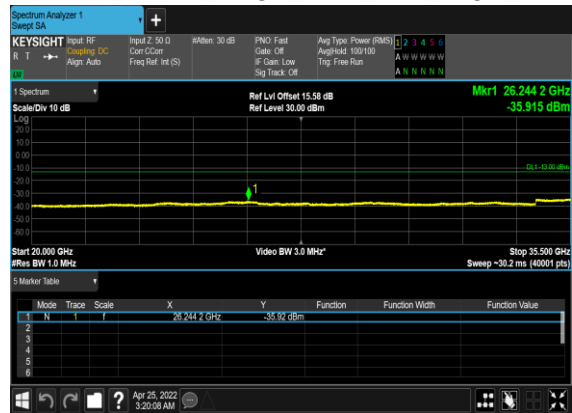 Spectrum Analyzer 1
Swept SA
+
KEYSIGHT Input: RF Input Z: 50 Ω #Atten: 30 dB PNO: Fast Avg Type: Power (RMS) 1 2 3 4 5 6
R T Coupling: DC Corr CCorr Gate: Off Avg|Hold: 100/100 A W W W W W
Align: Auto Freq Ref: Int (S) IF Gain: Low Trig: Free Run
LW Sig Track: Off A N N N N N
1 Spectrum Ref Lvl Offset 15.58 dB Mkr1 26.244 2 GHz
Scale/Div 10 dB Ref Level 30.00 dBm -35.915 dBm
Log
20.0
10.0
0.00
-10.0 DL1 -13.00 dBm
-20.0
-30.0 1
-40.0
-50.0
-60.0
Start 20.000 GHz Video BW 3.0 MHz* Stop 35.500 GHz
#Res BW 1.0 MHz Sweep ~30.2 ms (40001 pts)
5 Marker Table
Mode Trace Scale X Y Function Function Width Function Value
1 N 1 f 26.244 2 GHz -35.92 dBm
2
3
4
5
6
? Apr 25, 2022
3:20:08 AM